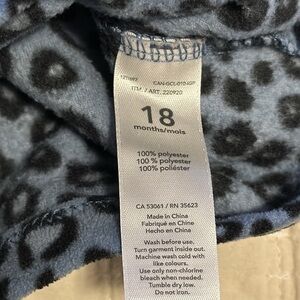 ITM. / ART. 220920
18
months/mois
100% polyester
100 % polyester
100% poliéster
CA 53061 / RN 35623
Made in China
Fabriqué en Chine
Hecho en China
Wash before use.
Turn garment inside out.
Machine wash cold with
like colours.
Use only non-chlorine
bleach when needed.
Tumble dry low.
Do not iron.